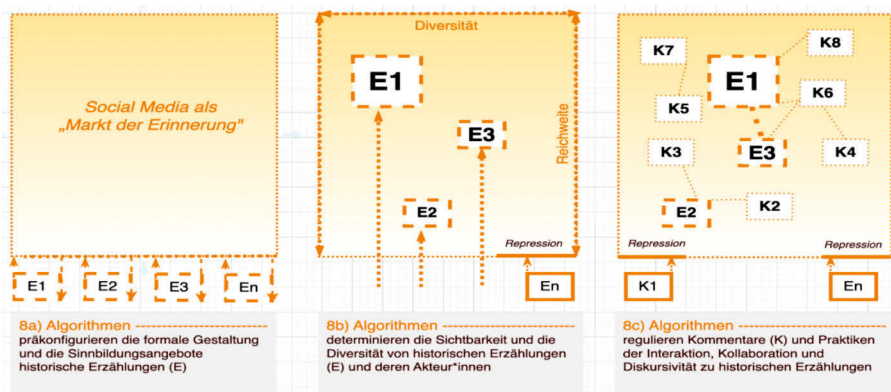 Social Media als
„Markt der Erinnerung"
E1
E2
E3
En
8a) Algorithmen
präkonfigurieren die formale Gestaltung
und die Sinnbildungsangebote
historische Erzählungen (E)
Diversität
E1
Reichweite
E3
E2
Repression
En
8b) Algorithmen
determinieren die Sichtbarkeit und die
Diversität von historischen Erzählungen
(E) und deren Akteur*innen
K7
K8
E1
K6
K5
K3
E3
K4
E2
K2
Repression
Repression
K1
En
8c) Algorithmen
regulieren Kommentare (K) und Praktiken
der Interaktion, Kollaboration und
Diskursivität zu historischen Erzählungen